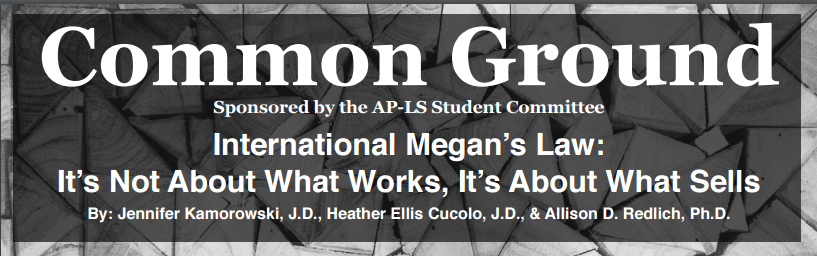 Common Ground
Sponsored by the AP-LS Student Committee
International Megan's Law:
It's Not About What Works, It's About What Sells
By: Jennifer Kamorowski, J.D., Heather Ellis Cucolo, J.D., & Allison D. Redlich, Ph.D.